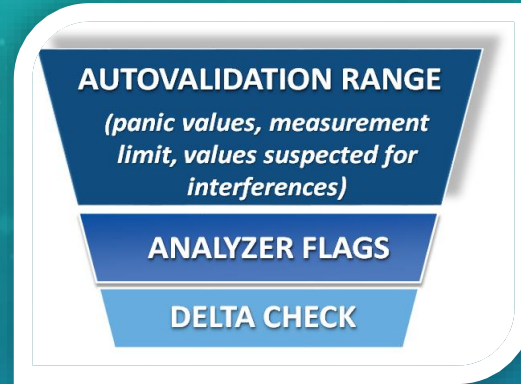 AUTOVALIDATION RANGE
(panic values, measurement
limit, values suspected for
interferences)
ANALYZER FLAGS
DELTA CHECK